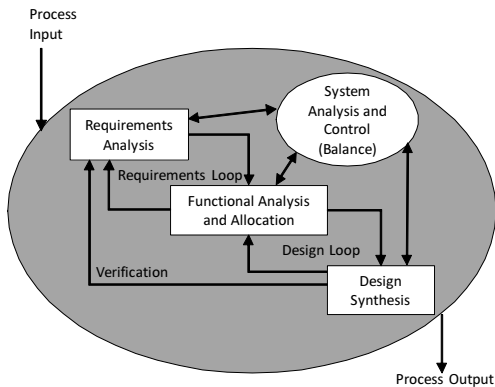 Process
Input
System
Analysis and
Control
(Balance)
Requirements
Analysis
Requirements Loop
Functional Analysis
and Allocation
Design Loop
Verification
Design
Synthesis
Process Output